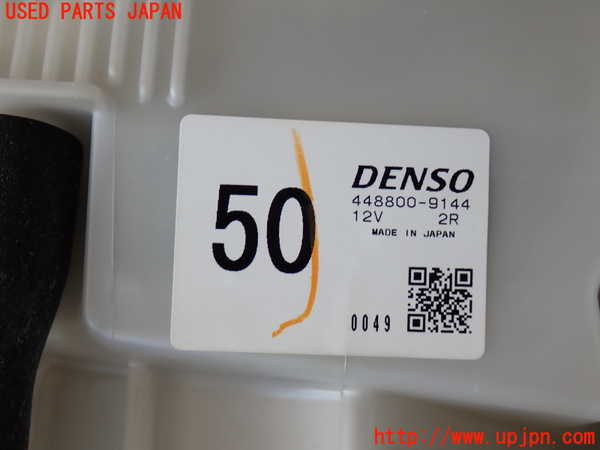 USED PARTS JAPAN
50
DENSO
448800-9144
12V 2R
MADE IN JAPAN
0049
http://www.upjpn.com